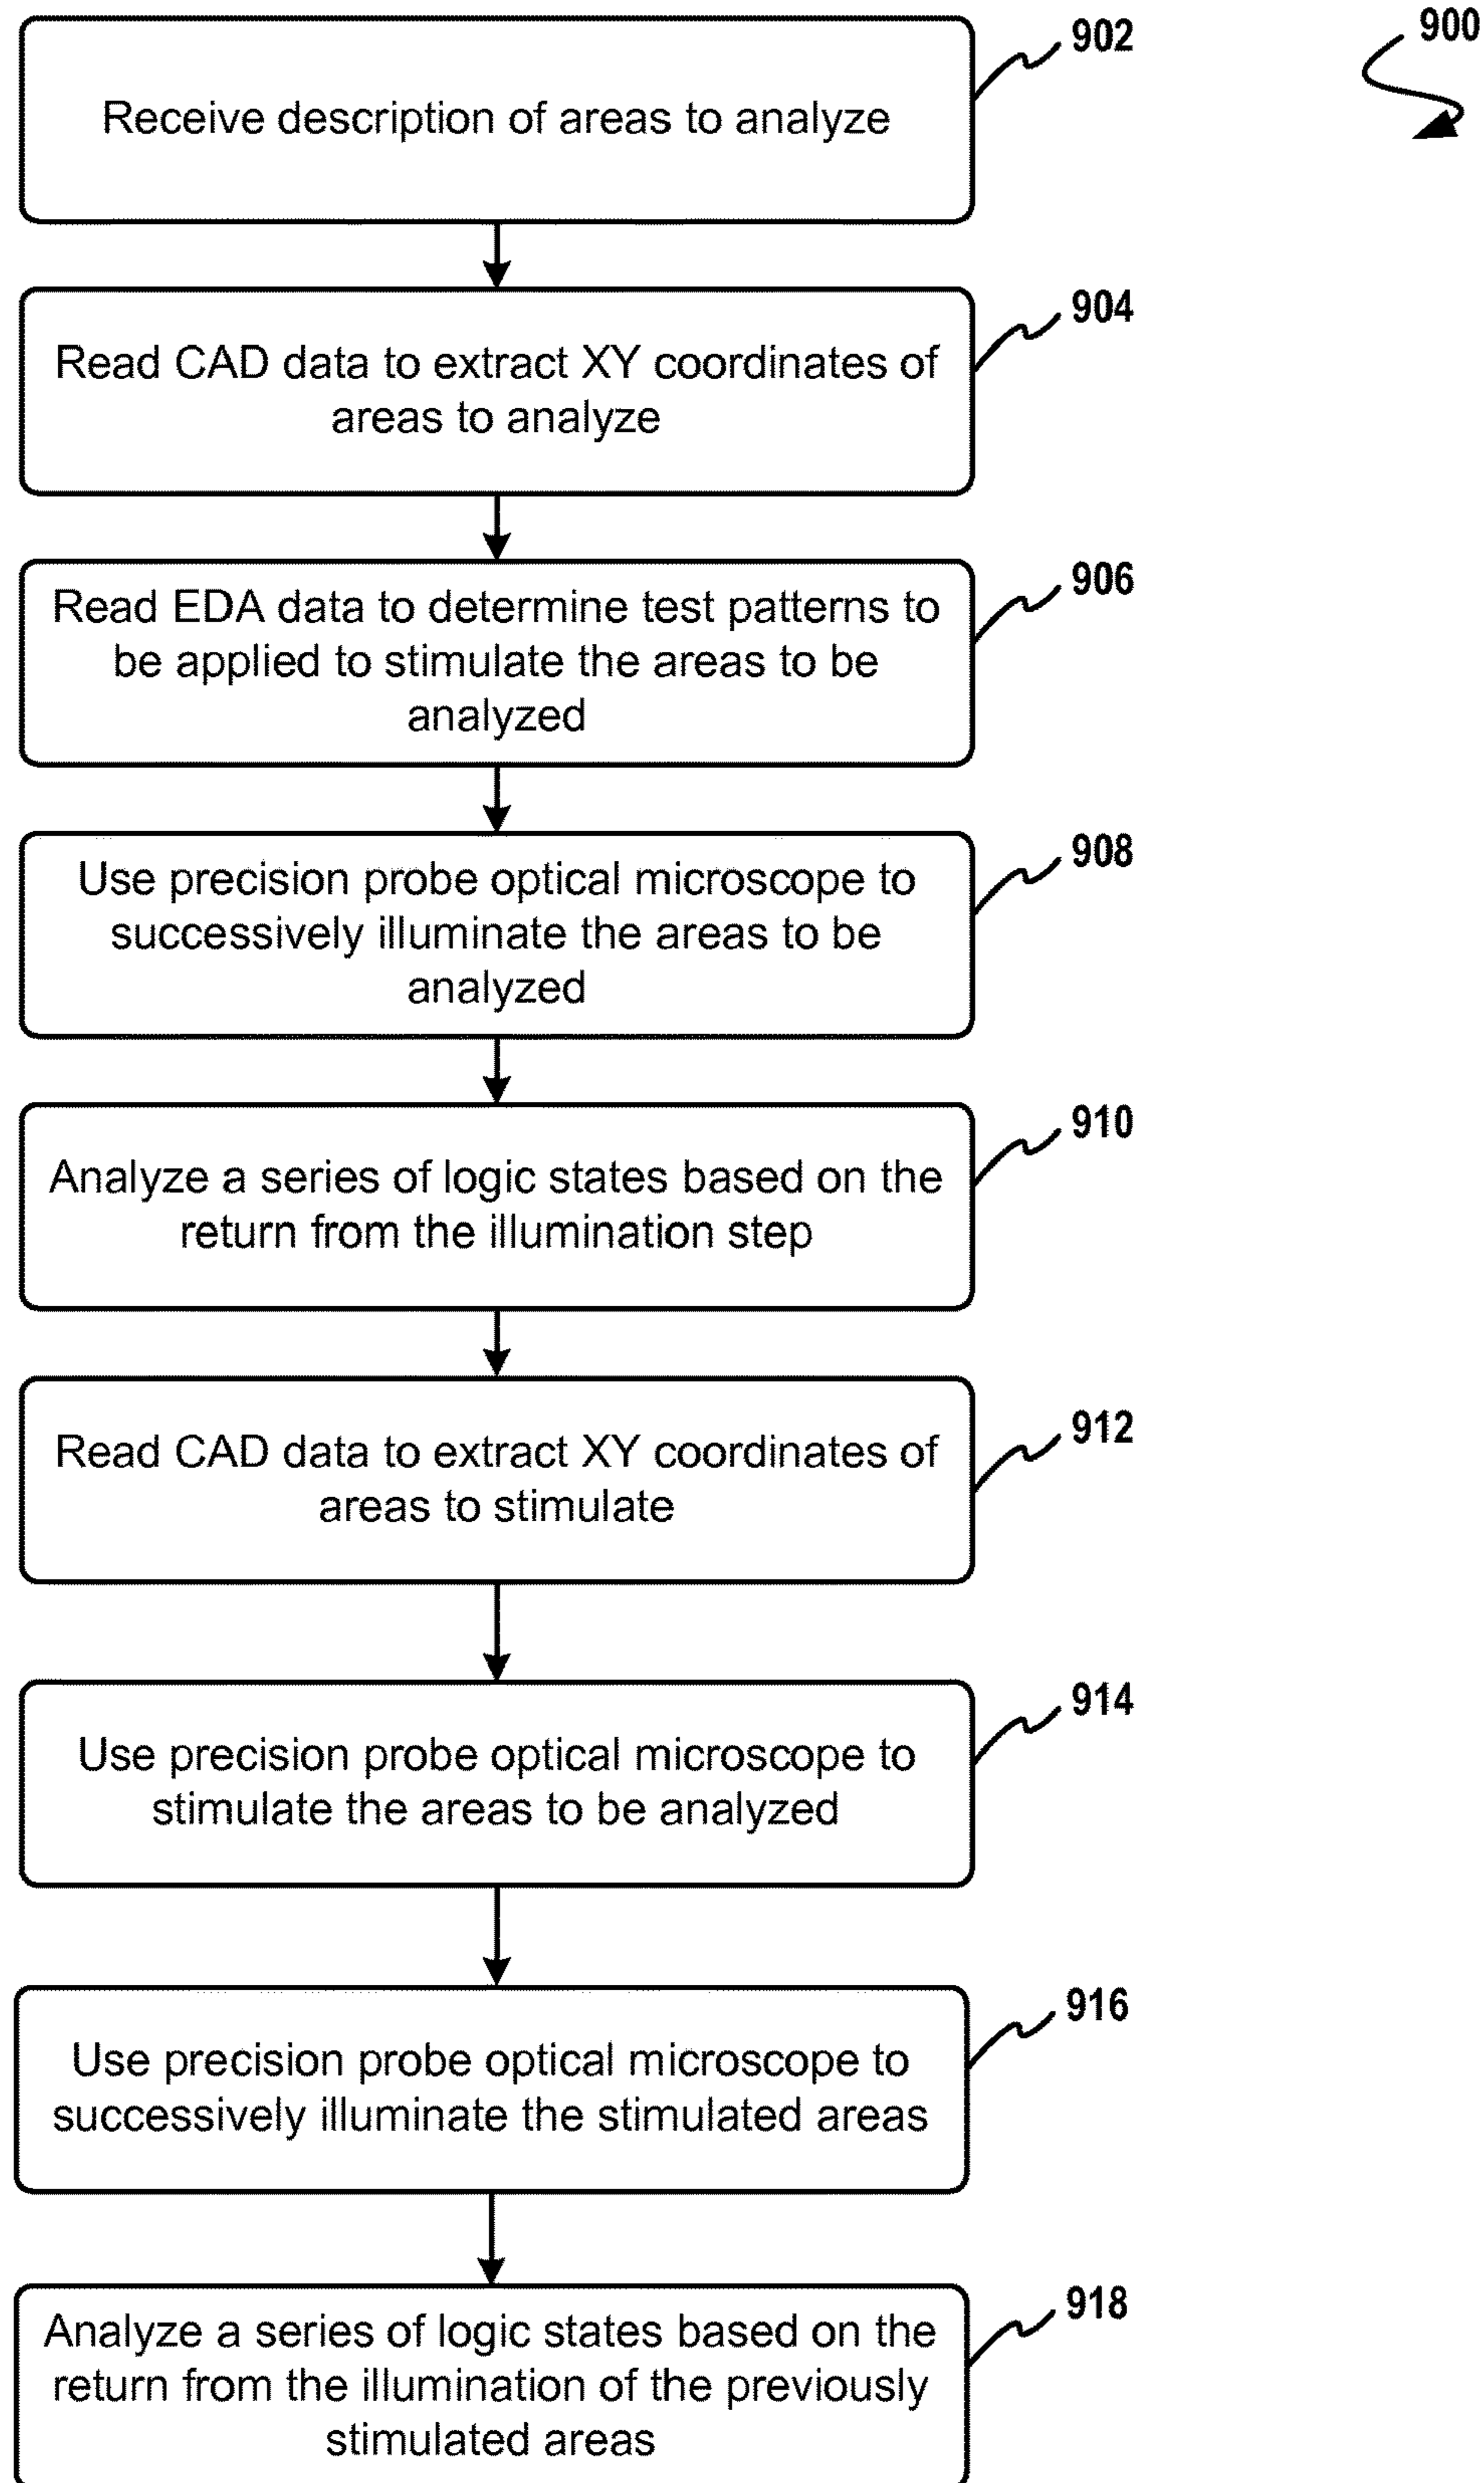 900
902
Receive description of areas to analyze
904
Read CAD data to extract XY coordinates of
areas to analyze
906
Read EDA data to determine test patterns to
be applied to stimulate the areas to be
analyzed
908
Use precision probe optical microscope to
successively illuminate the areas to be
analyzed
910
Analyze a series of logic states based on the
return from the illumination step
912
Read CAD data to extract XY coordinates of
areas to stimulate
914
Use precision probe optical microscope to
stimulate the areas to be analyzed
916
Use precision probe optical microscope to
successively illuminate the stimulated areas
918
Analyze a series of logic states based on the
return from the illumination of the previously
stimulated areas